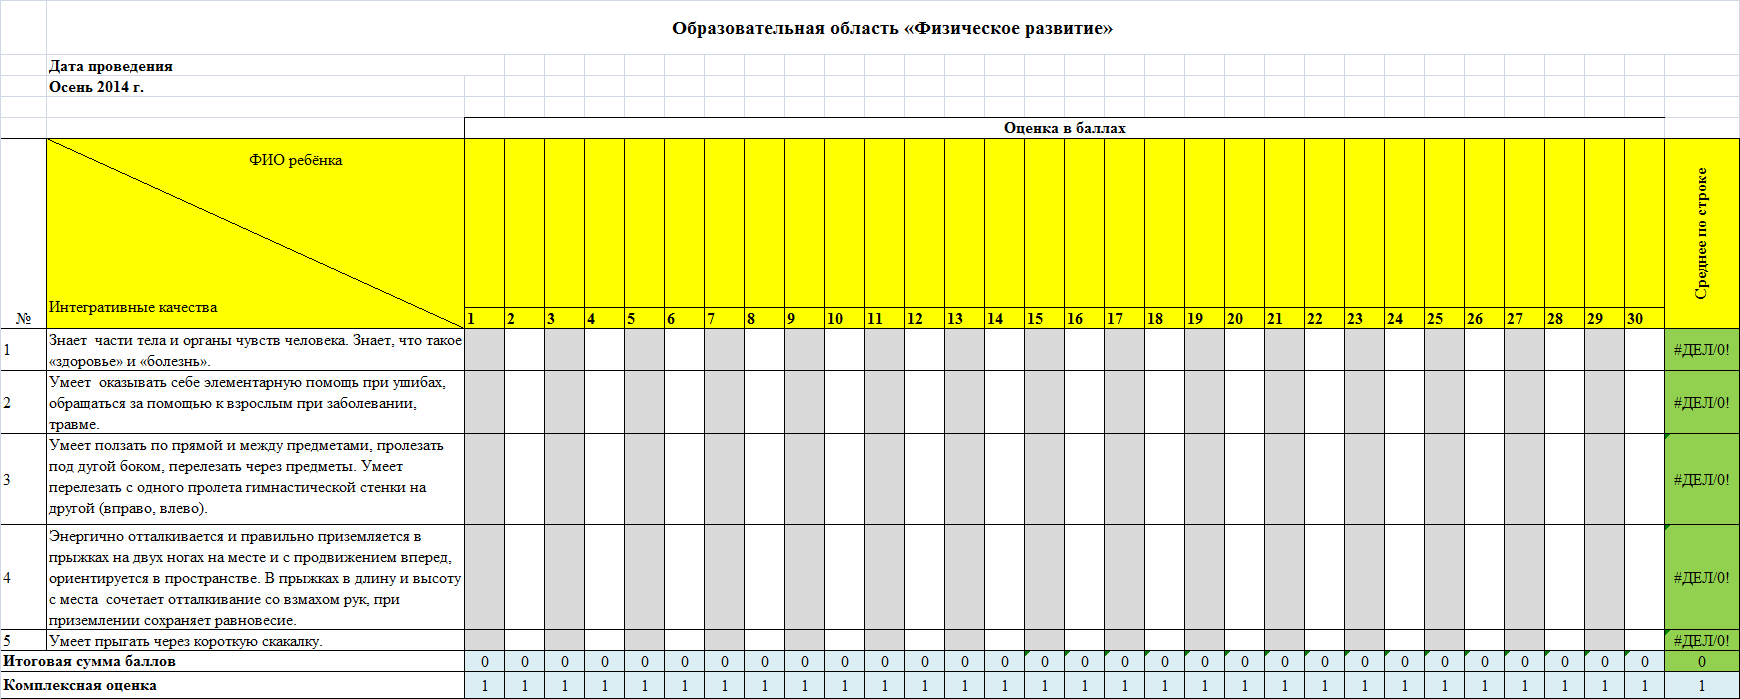 Образовательная область «Физическое развитие»
Дата проведения
Осень 2014 г.
Оценка в баллах
ФИО ребёнка
Среднее по строке
Интегративные качества
№
1 2 3 4 5 6 7 8 9 10 11 12 13 14 15 16 17 18 19 20 21 22 23 24 25 26 27 28 29 30
1
Знает части тела и органы чувств человека. Знает, что такое
«здоровье» и «болезнь».
#ДЕЛ/0!
2
Умеет оказывать себе элементарную помощь при ушибах,
обращаться за помощью к взрослым при заболевании,
травме.
#ДЕЛ/0!
3
Умеет ползать по прямой и между предметами, пролезать
под дугой боком, перелезать через предметы. Умеет
перелезать с одного пролета гимнастической стенки на
другой (вправо, влево).
#ДЕЛ/0!
4
Энергично отталкивается и правильно приземляется в
прыжках на двух ногах на месте и с продвижением вперед,
ориентируется в пространстве. В прыжках в длину и высоту
с места сочетает отталкивание со взмахом рук, при
приземлении сохраняет равновесие.
#ДЕЛ/0!
5 Умеет прыгать через короткую скакалку. #ДЕЛ/0!
Итоговая сумма баллов 0 0 0 0 0 0 0 0 0 0 0 0 0 0 0 0 0 0 0 0 0 0 0 0 0 0 0 0 0 0 0
Комплексная оценка 1 1 1 1 1 1 1 1 1 1 1 1 1 1 1 1 1 1 1 1 1 1 1 1 1 1 1 1 1 1 1